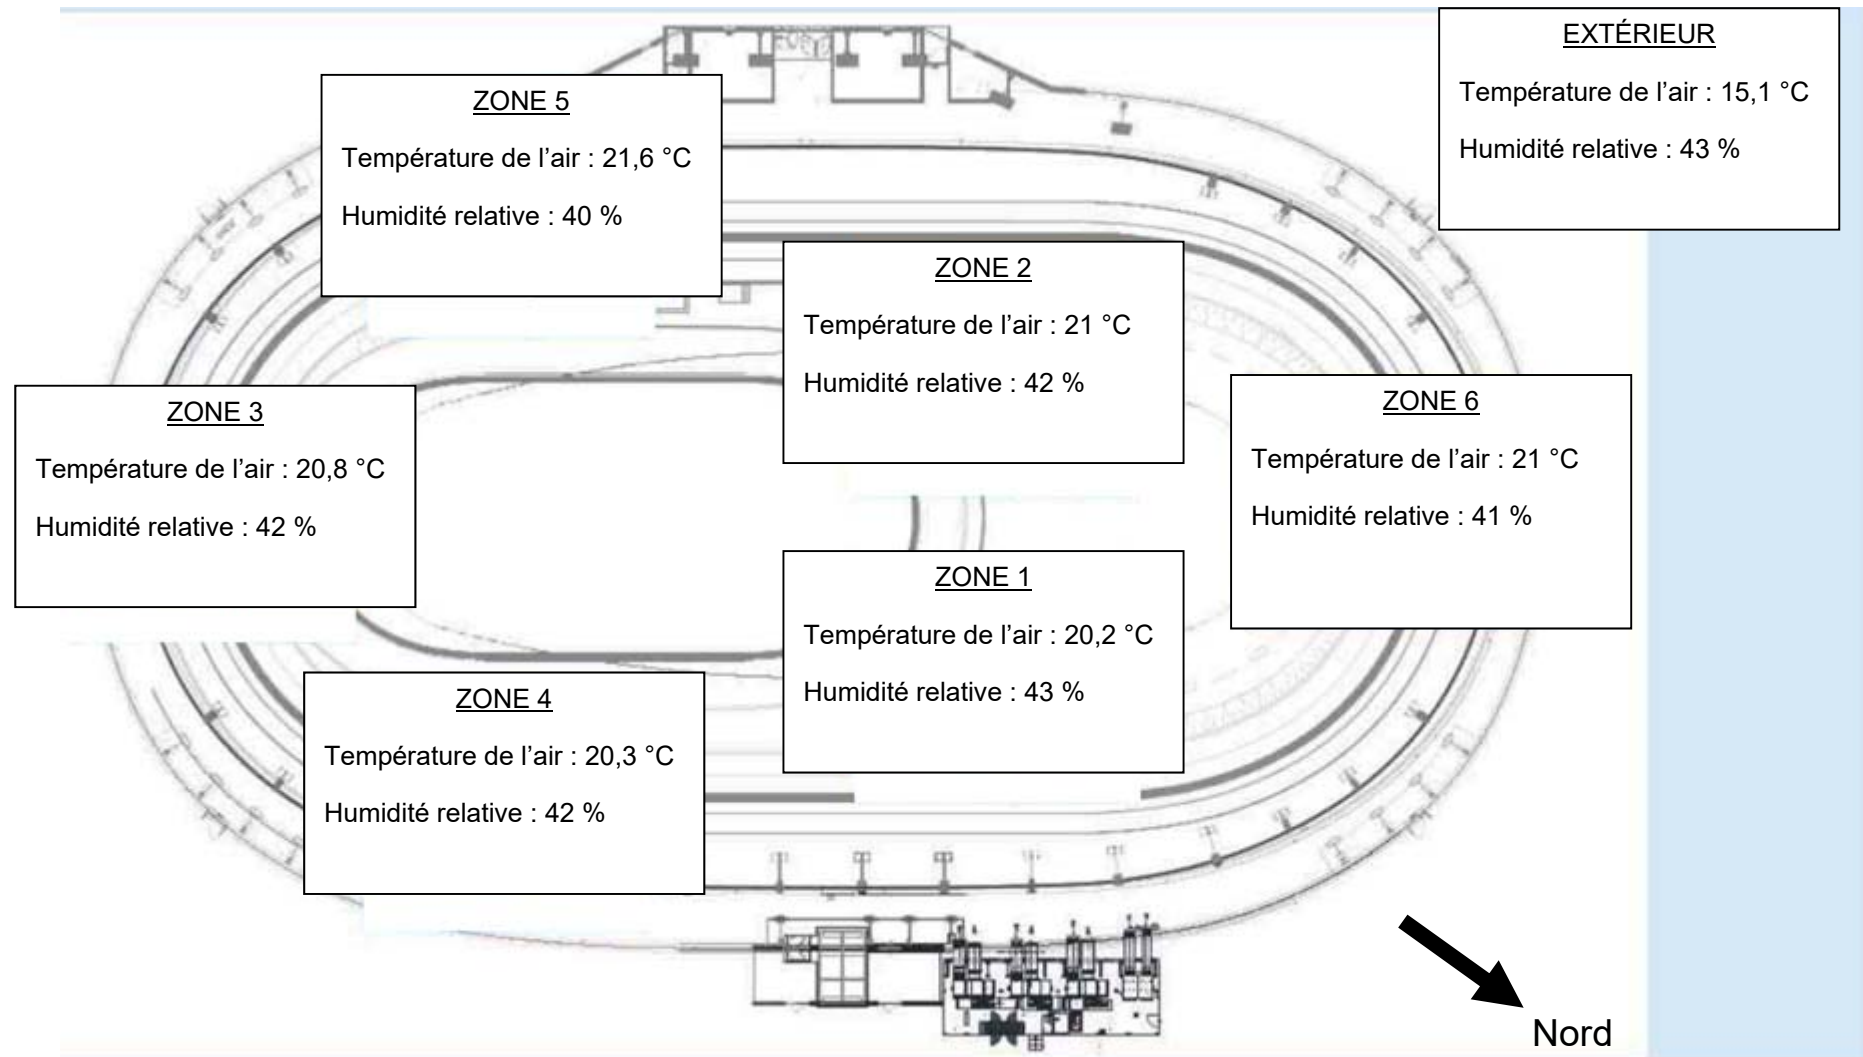 EXTÉRIEUR
Température de l’air : 15,1 °C
Humidité relative : 43 %
ZONE 5
Température de l’air : 21,6 °C
Humidité relative : 40 %
ZONE 2
Température de l’air : 21 °C
Humidité relative : 42 %
ZONE 6
Température de l’air : 21 °C
Humidité relative : 41 %
ZONE 3
Température de l’air : 20,8 °C
Humidité relative : 42 %
ZONE 1
Température de l’air : 20,2 °C
Humidité relative : 43 %
ZONE 4
Température de l’air : 20,3 °C
Humidité relative : 42 %
Nord